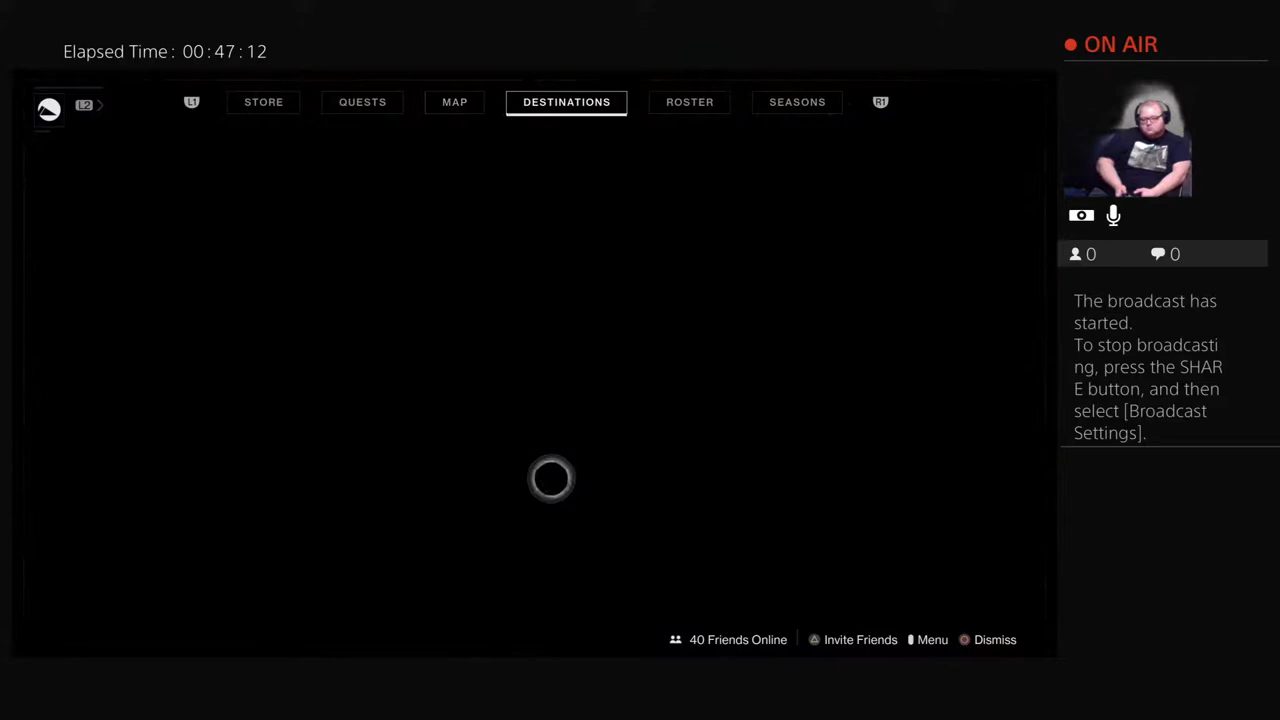 Elapsed Time: 00:47:12
ON AIR
L2
L1
STORE
QUESTS
MAP
DESTINATIONS
ROSTER
SEASONS
R1
0
0
The broadcast has
started.
To stop broadcasti
ng, press the SHAR
E button, and then
select [Broadcast
Settings].
40 Friends Online
Invite Friends
Menu
Dismiss